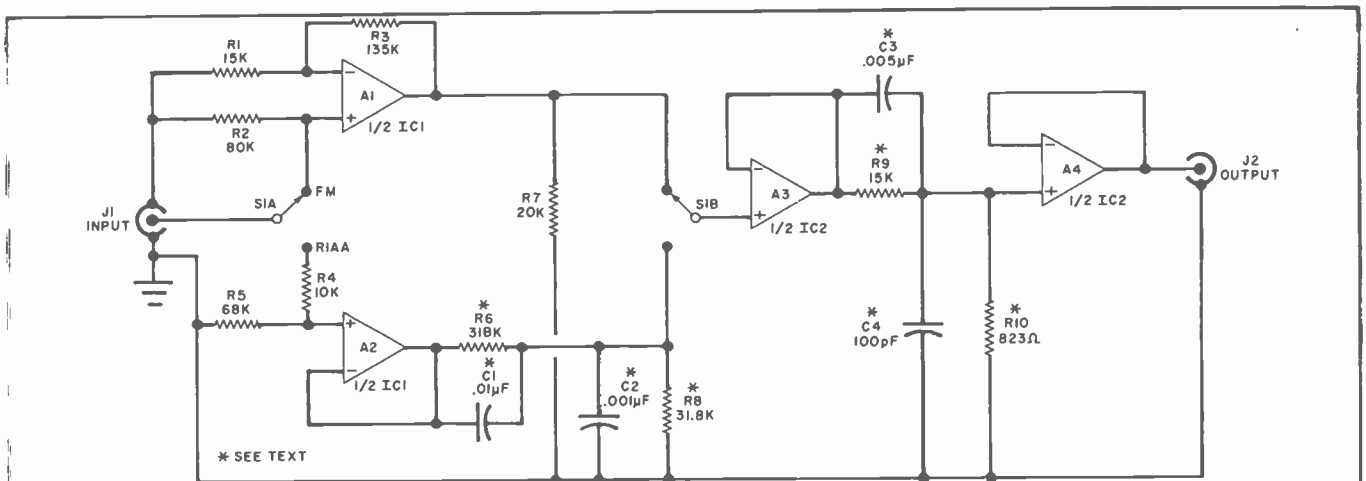 R1
15K
R3
135K
A1
1/2 IC1
R2
80K
FM
S1A
J1
INPUT
RIAA
R4
10K
R5
68K
A2
1/2 IC1
*
R6
318K
*
C1
.01µF
*
C2
.001µF
*
R8
31.8K
R7
20K
S1B
A3
1/2 IC2
*
C3
.005µF
*
R9
15K
*
C4
100pF
*
R10
823Ω
A4
1/2 IC2
J2
OUTPUT
* SEE TEXT
- + + - - + - +